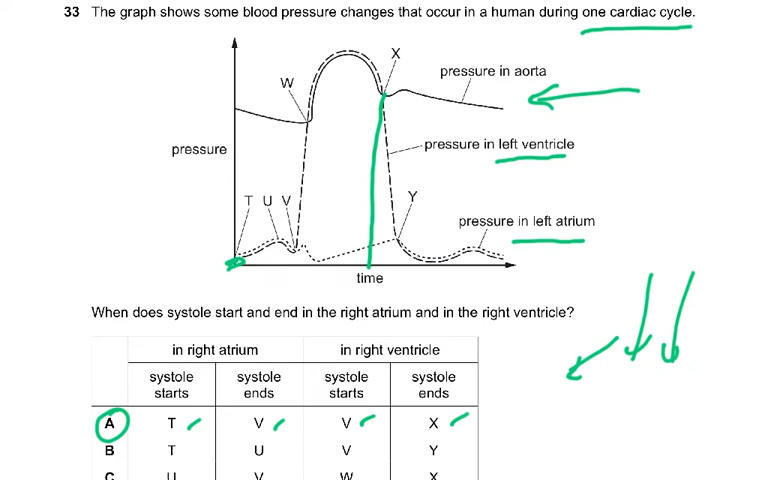 33 The graph shows some blood pressure changes that occur in a human during one cardiac cycle.
X
pressure in aorta
W
pressure
pressure in left ventricle
T U V
Y
pressure in left atrium
time
When does systole start and end in the right atrium and in the right ventricle?
in right atrium in right ventricle
systole starts systole ends systole starts systole ends
A T V V X
B T U V Y
C U V W X